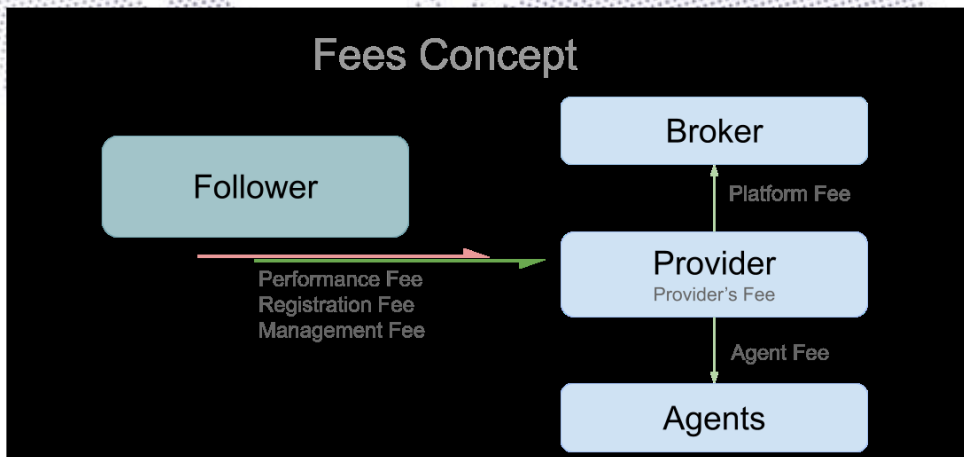 Fees Concept
Follower
Performance Fee
Registration Fee
Management Fee
Broker
Platform Fee
Provider
Provider’s Fee
Agent Fee
Agents